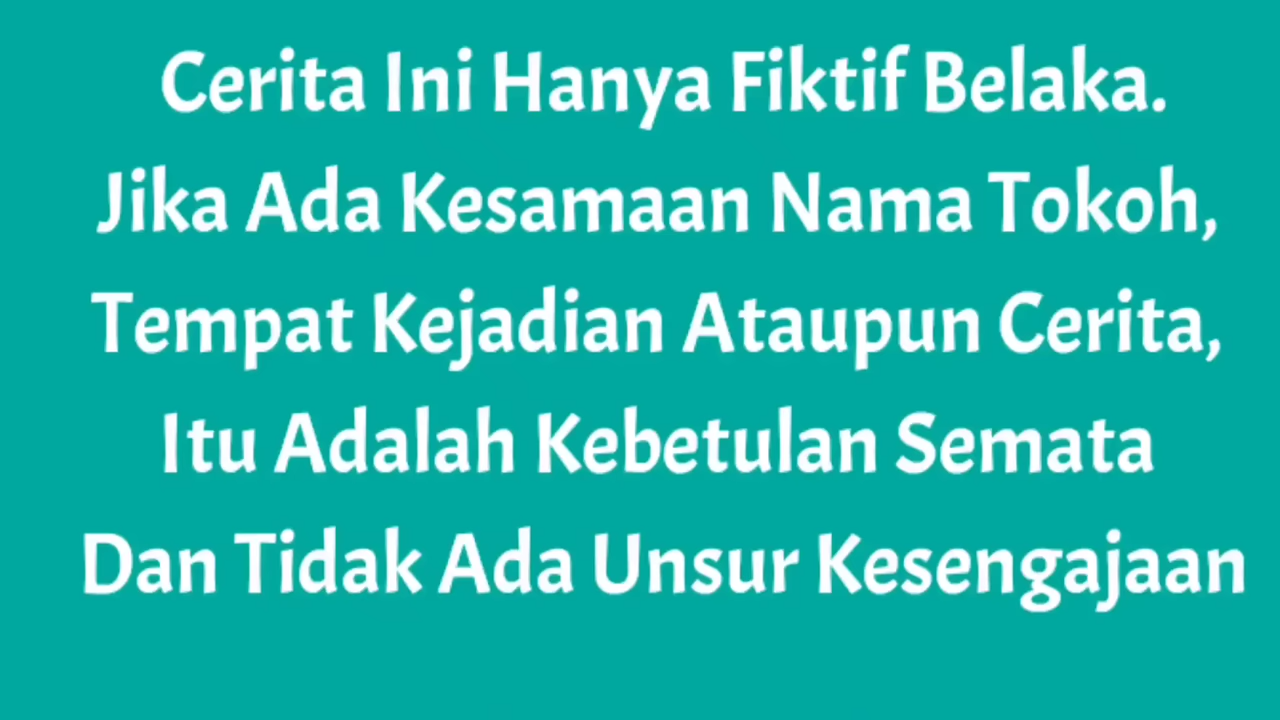 Cerita Ini Hanya Fiktif Belaka.
Jika Ada Kesamaan Nama Tokoh,
Tempat Kejadian Ataupun Cerita,
Itu Adalah Kebetulan Semata
Dan Tidak Ada Unsur Kesengajaan